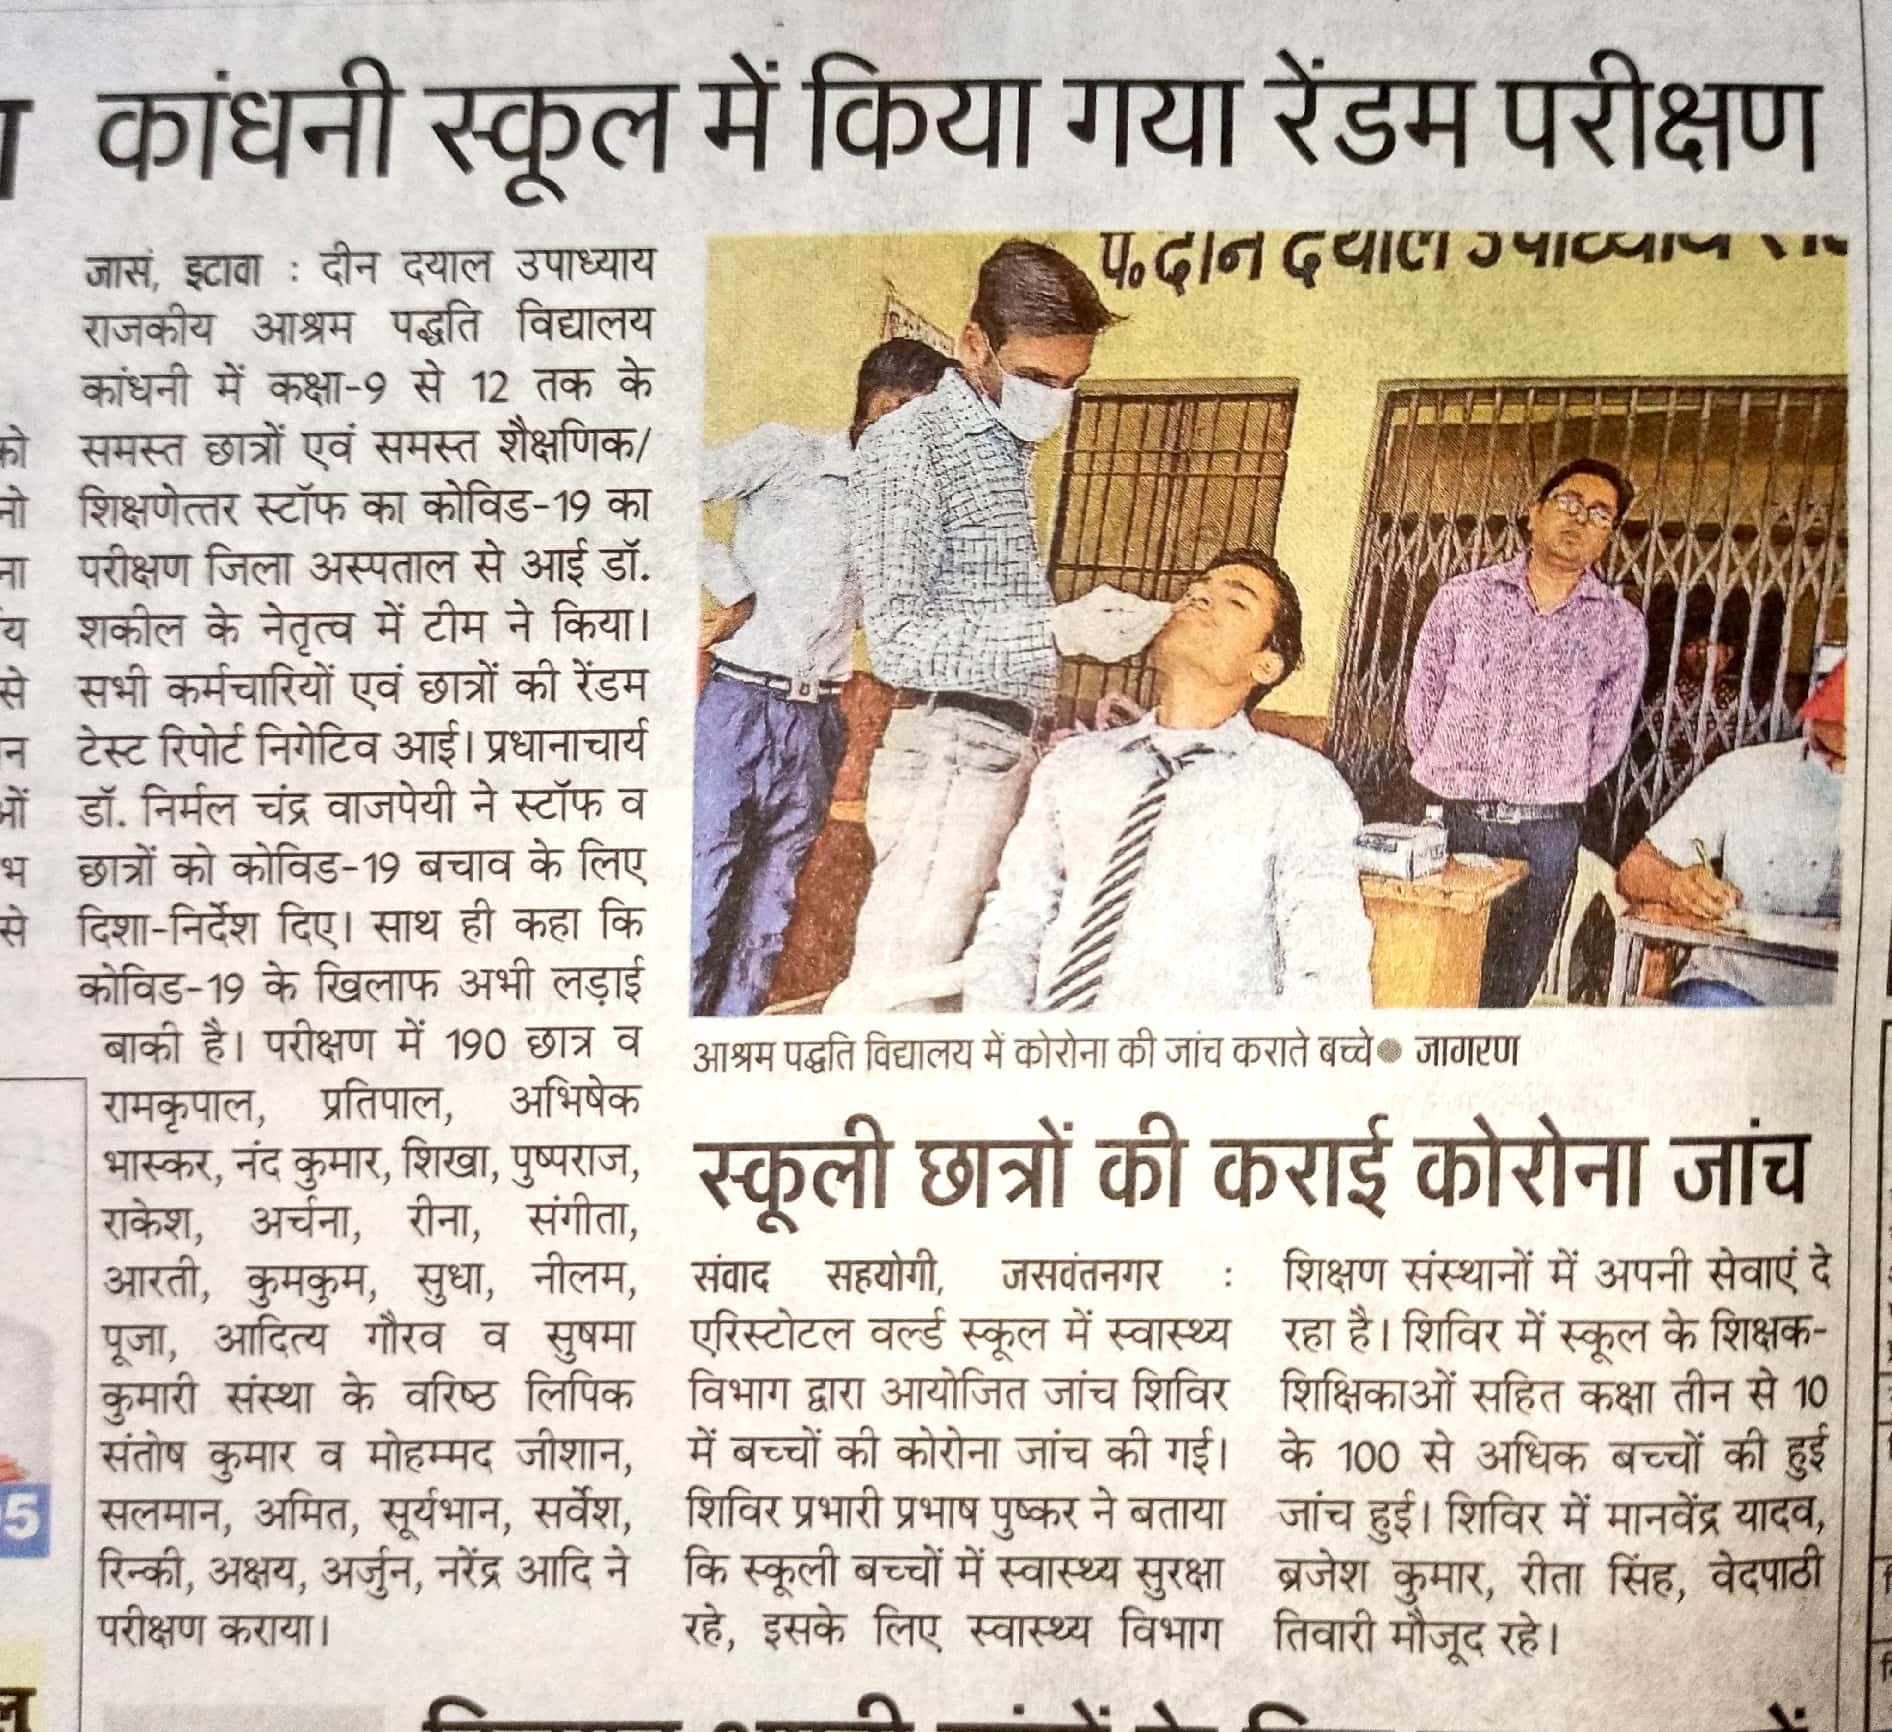 कांधनी स्कूल में किया गया रेंडम परीक्षण
जासं, इटावा : दीन दयाल उपाध्याय
राजकीय आश्रम पद्धति विद्यालय
कांधनी में कक्षा-9 से 12 तक के
समस्त छात्रों एवं समस्त शैक्षणिक/
शिक्षणेत्तर स्टॉफ का कोविड-19 का
परीक्षण जिला अस्पताल से आई डॉ.
शकील के नेतृत्व में टीम ने किया।
सभी कर्मचारियों एवं छात्रों की रेंडम
टेस्ट रिपोर्ट निगेटिव आई। प्रधानाचार्य
डॉ. निर्मल चंद्र वाजपेयी ने स्टॉफ व
छात्रों को कोविड-19 बचाव के लिए
दिशा-निर्देश दिए। साथ ही कहा कि
कोविड-19 के खिलाफ अभी लड़ाई
बाकी है। परीक्षण में 190 छात्र व
रामकृपाल, प्रतिपाल, अभिषेक
भास्कर, नंद कुमार, शिखा, पुष्पराज,
राकेश, अर्चना, रीना, संगीता,
आरती, कुमकुम, सुधा, नीलम,
पूजा, आदित्य गौरव व सुषमा
कुमारी संस्था के वरिष्ठ लिपिक
संतोष कुमार व मोहम्मद जीशान,
सलमान, अमित, सूर्यभान, सर्वेश,
रिन्की, अक्षय, अर्जुन, नरेंद्र आदि ने
परीक्षण कराया।
पं. दीन दयाल उपाध्याय
आश्रम पद्धति विद्यालय में कोरोना की जांच कराते बच्चे● जागरण
स्कूली छात्रों की कराई कोरोना जांच
संवाद सहयोगी, जसवंतनगर :
एरिस्टोटल वर्ल्ड स्कूल में स्वास्थ्य
विभाग द्वारा आयोजित जांच शिविर
में बच्चों की कोरोना जांच की गई।
शिविर प्रभारी प्रभाष पुष्कर ने बताया
कि स्कूली बच्चों में स्वास्थ्य सुरक्षा
रहे, इसके लिए स्वास्थ्य विभाग
शिक्षण संस्थानों में अपनी सेवाएं दे
रहा है। शिविर में स्कूल के शिक्षक-
शिक्षिकाओं सहित कक्षा तीन से 10
के 100 से अधिक बच्चों की हुई
जांच हुई। शिविर में मानवेंद्र यादव,
ब्रजेश कुमार, रीता सिंह, वेदपाठी
तिवारी मौजूद रहे।